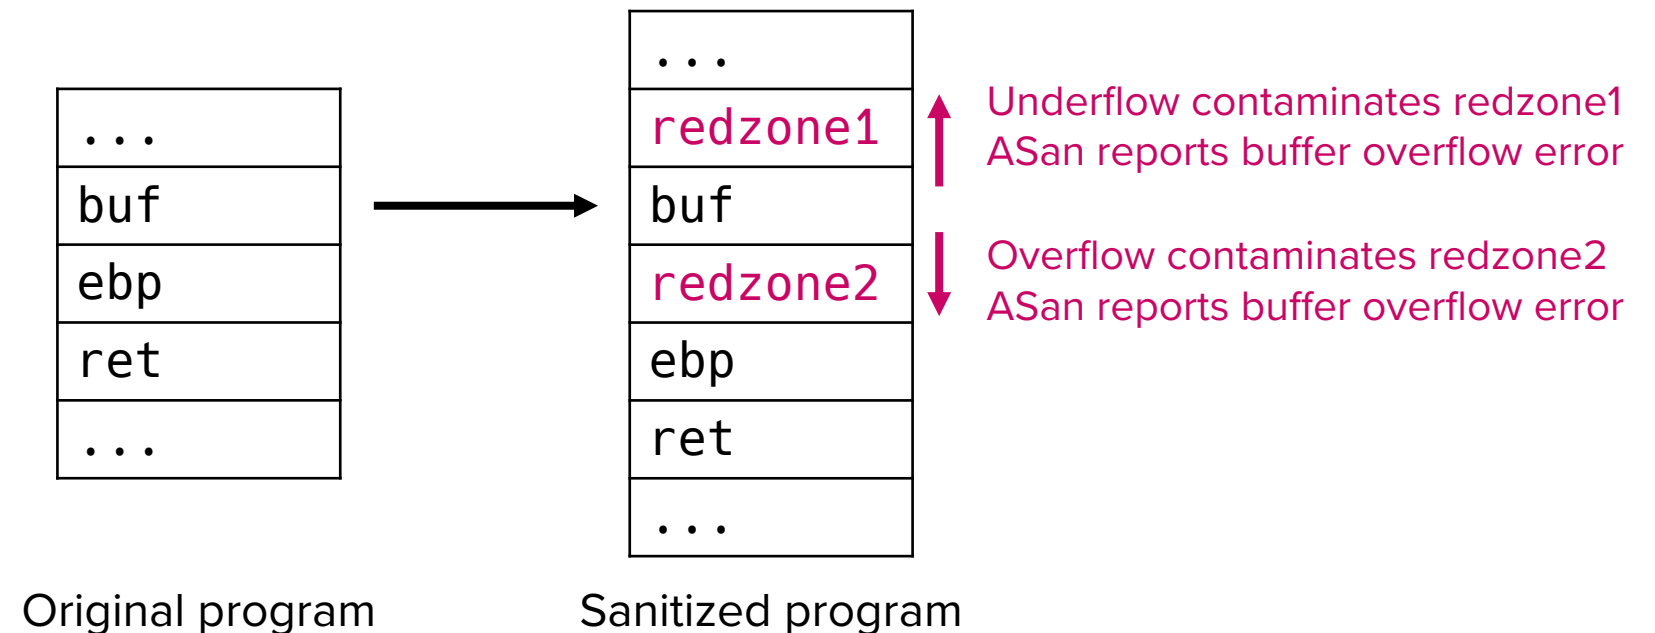 ...
buf
ebp
ret
...
Original program
...
redzone1
buf
redzone2
ebp
ret
...
Sanitized program
Underflow contaminates redzone1
ASan reports buffer overflow error
Overflow contaminates redzone2
ASan reports buffer overflow error